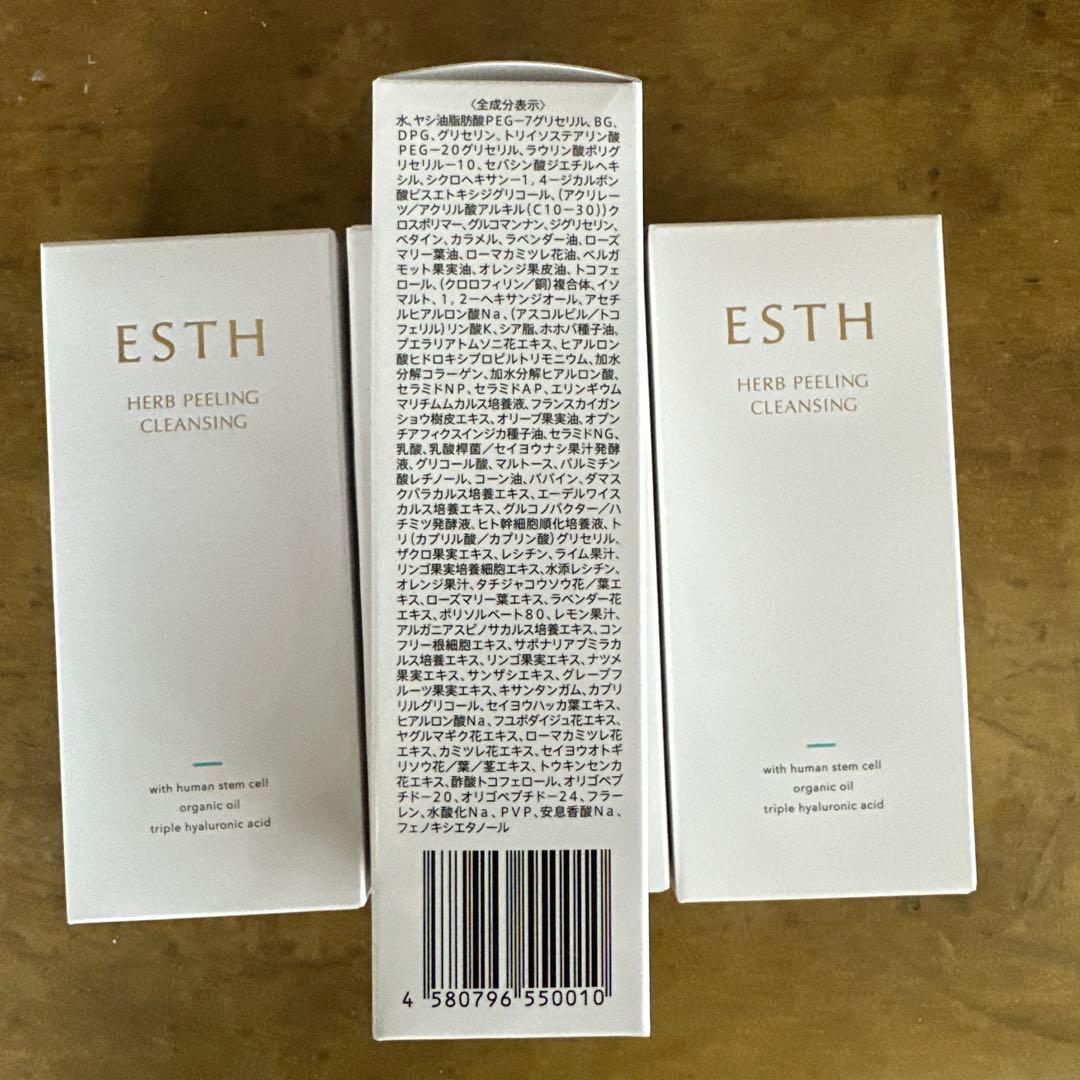 ESTH
HERB PEELING
CLEANSING
with human stem cell
organic oil
triple hyaluronic acid
〈全成分表示〉
水、ヤシ油脂肪酸PEG-7グリセリル、BG、
DPG、グリセリン、トリイソステアリン酸
PEG-20グリセリル、ラウリン酸ポリグ
リセリル-10、セバシン酸ジエチルヘキ
シル、シクロヘキサン-1,4-ジカルボン
酸ビスエトキシジグリコール、(アクリレー
ツ/アクリル酸アルキル(C10-30))ク
ロスポリマー、グルコマンナン、ジグリセリン、
ベタイン、カラメル、ラベンダー油、ローズ
マリー葉油、ローマカミツレ花油、ベルガ
モット果実油、オレンジ果皮油、トコフェ
ロール、(クロロフィリン/銅)複合体、イソ
マルト、1,2-ヘキサンジオール、アセチ
ルヒアルロン酸Na、(アスコルビル/トコ
フェリル)リン酸K、シア脂、ホホバ種子油、
プエラリアトムソニ花エキス、ヒアルロン
酸ヒドロキシプロピルトリモニウム、加水
分解コラーゲン、加水分解ヒアルロン酸、
セラミドNP、セラミドAP、エリンギウム
マリチムムカルス培養液、フランスカイガン
ショウ樹皮エキス、オリーブ果実油、オプン
チアフィクスインジカ種子油、セラミドNG、
乳酸、乳酸桿菌/セイヨウナシ果汁発酵
液、グリコール酸、マルトース、パルミチン
酸レチノール、コーン油、パパイン、ダマス
クバラカルス培養エキス、エーデルワイス
カルス培養エキス、グルコノバクター/ハ
チミツ発酵液、ヒト幹細胞順化培養液、ト
リ(カプリル酸/カプリン酸)グリセリル、
ザクロ果実エキス、レシチン、ライム果汁、
リンゴ果実培養細胞エキス、水添レシチン、
オレンジ果汁、タチジャコウソウ花/葉エ
キス、ローズマリー葉エキス、ラベンダー花
エキス、ポリソルベート80、レモン果汁、
アルガニアスピノサカルス培養エキス、コン
フリー根細胞エキス、サポナリアプミラカ
ルス培養エキス、リンゴ果実エキス、ナツメ
果実エキス、サンザシエキス、グレープフ
ルーツ果実エキス、キサンタンガム、カプリ
リルグリコール、セイヨウハッカ葉エキス、
ヒアルロン酸Na、フユボダイジュ花エキス、
ヤグルマギク花エキス、ローマカミツレ花
エキス、カミツレ花エキス、セイヨウオトギ
リソウ花/葉/茎エキス、トウキンセンカ
花エキス、酢酸トコフェロール、オリゴペプ
チド-20、オリゴペプチド-24、フラー
レン、水酸化Na、PVP、安息香酸Na、
フェノキシエタノール
4 580796 550010
ESTH
HERB PEELING
CLEANSING
with human stem cell
organic oil
triple hyaluronic acid